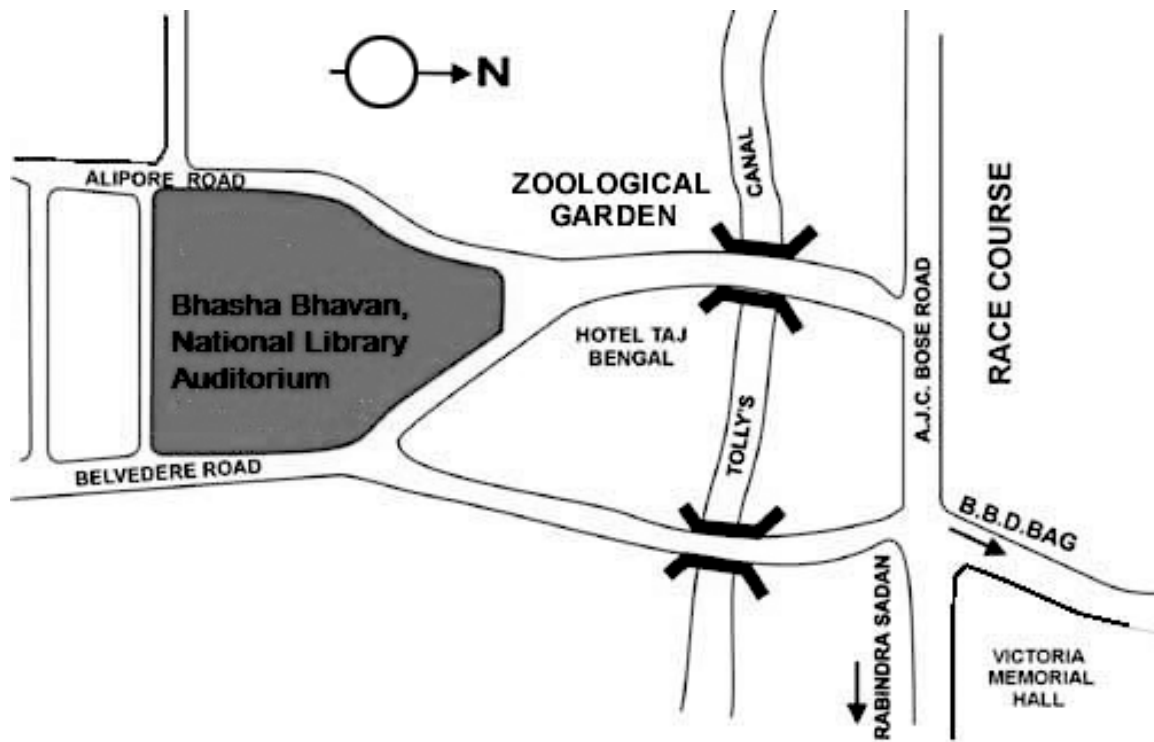 N
ALIPORE ROAD
ZOOLOGICAL
GARDEN
CANAL
Bhasha Bhavan,
National Library
Auditorium
HOTEL TAJ
BENGAL
A.J.C. BOSE ROAD
RACE COURSE
TOLLY'S
BELVEDERE ROAD
B.B.D.BAG
RABINDRA SADAN
VICTORIA
MEMORIAL
HALL